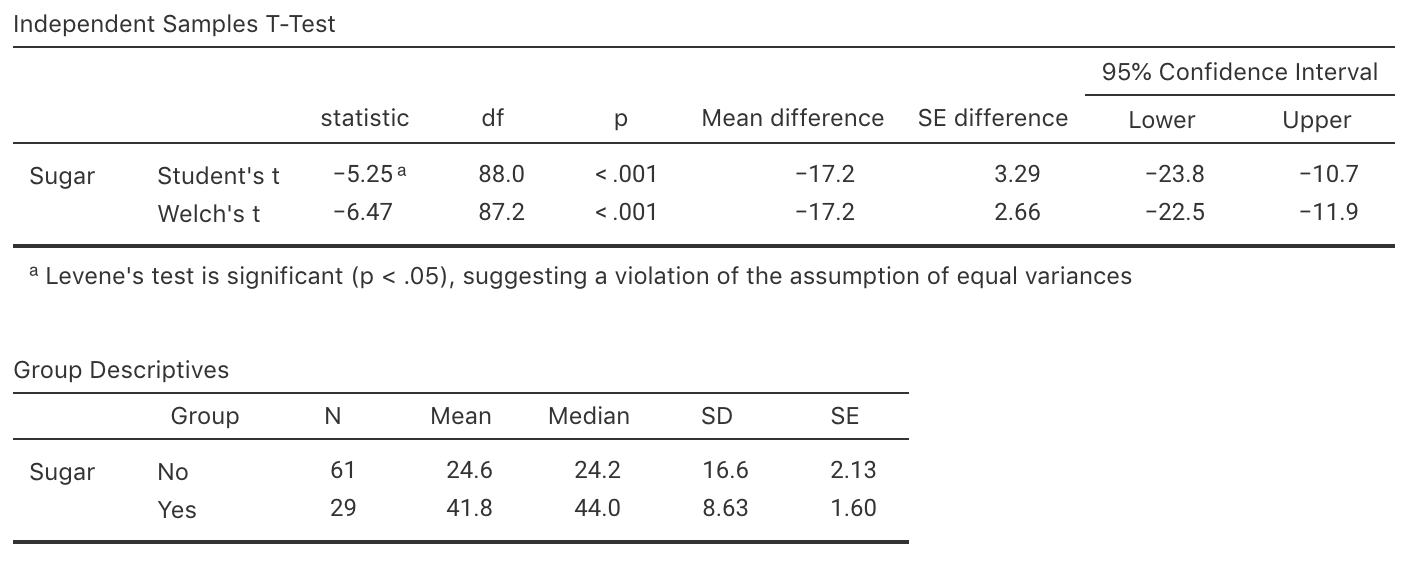 Independent Samples T-Test
95% Confidence Interval
statistic df p Mean difference SE difference Lower Upper
Sugar Student's t −5.25 ᵃ 88.0 < .001 −17.2 3.29 −23.8 −10.7
Welch's t −6.47 87.2 < .001 −17.2 2.66 −22.5 −11.9
ᵃ Levene's test is significant (p < .05), suggesting a violation of the assumption of equal variances
Group Descriptives
Group N Mean Median SD SE
Sugar No 61 24.6 24.2 16.6 2.13
Yes 29 41.8 44.0 8.63 1.60